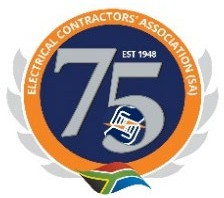 ELECTRICAL CONTRACTORS' ASSOCIATION (SA)
EST 1948
75